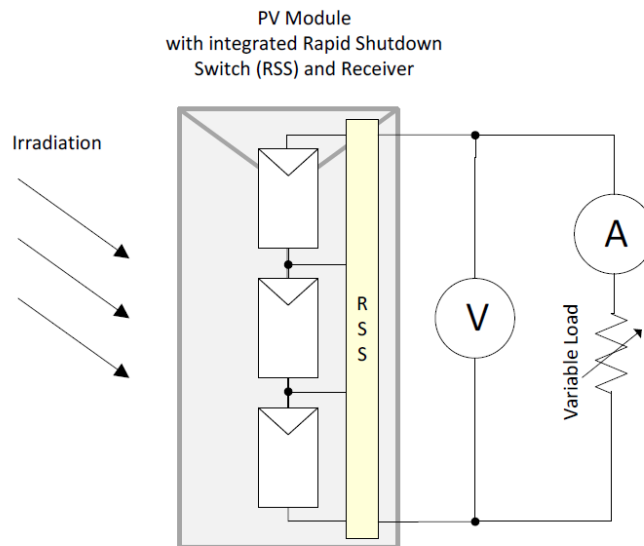 PV Module
with integrated Rapid Shutdown
Switch (RSS) and Receiver
Irradiation
R
S
S
V
A
Variable Load